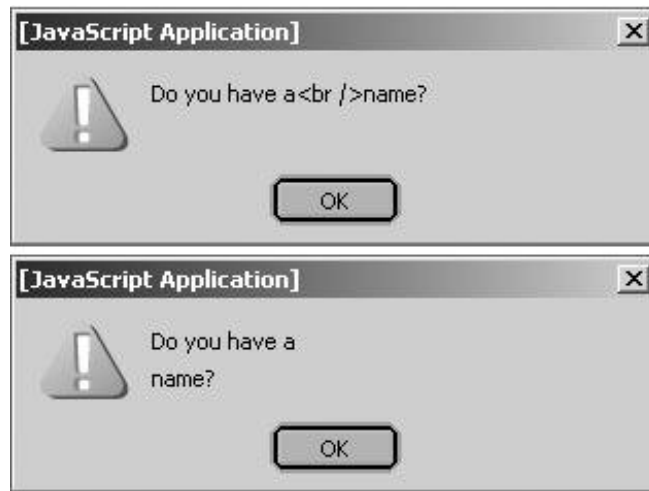 [JavaScript Application]
Do you have a<br />name?
OK
[JavaScript Application]
Do you have a
name?
OK